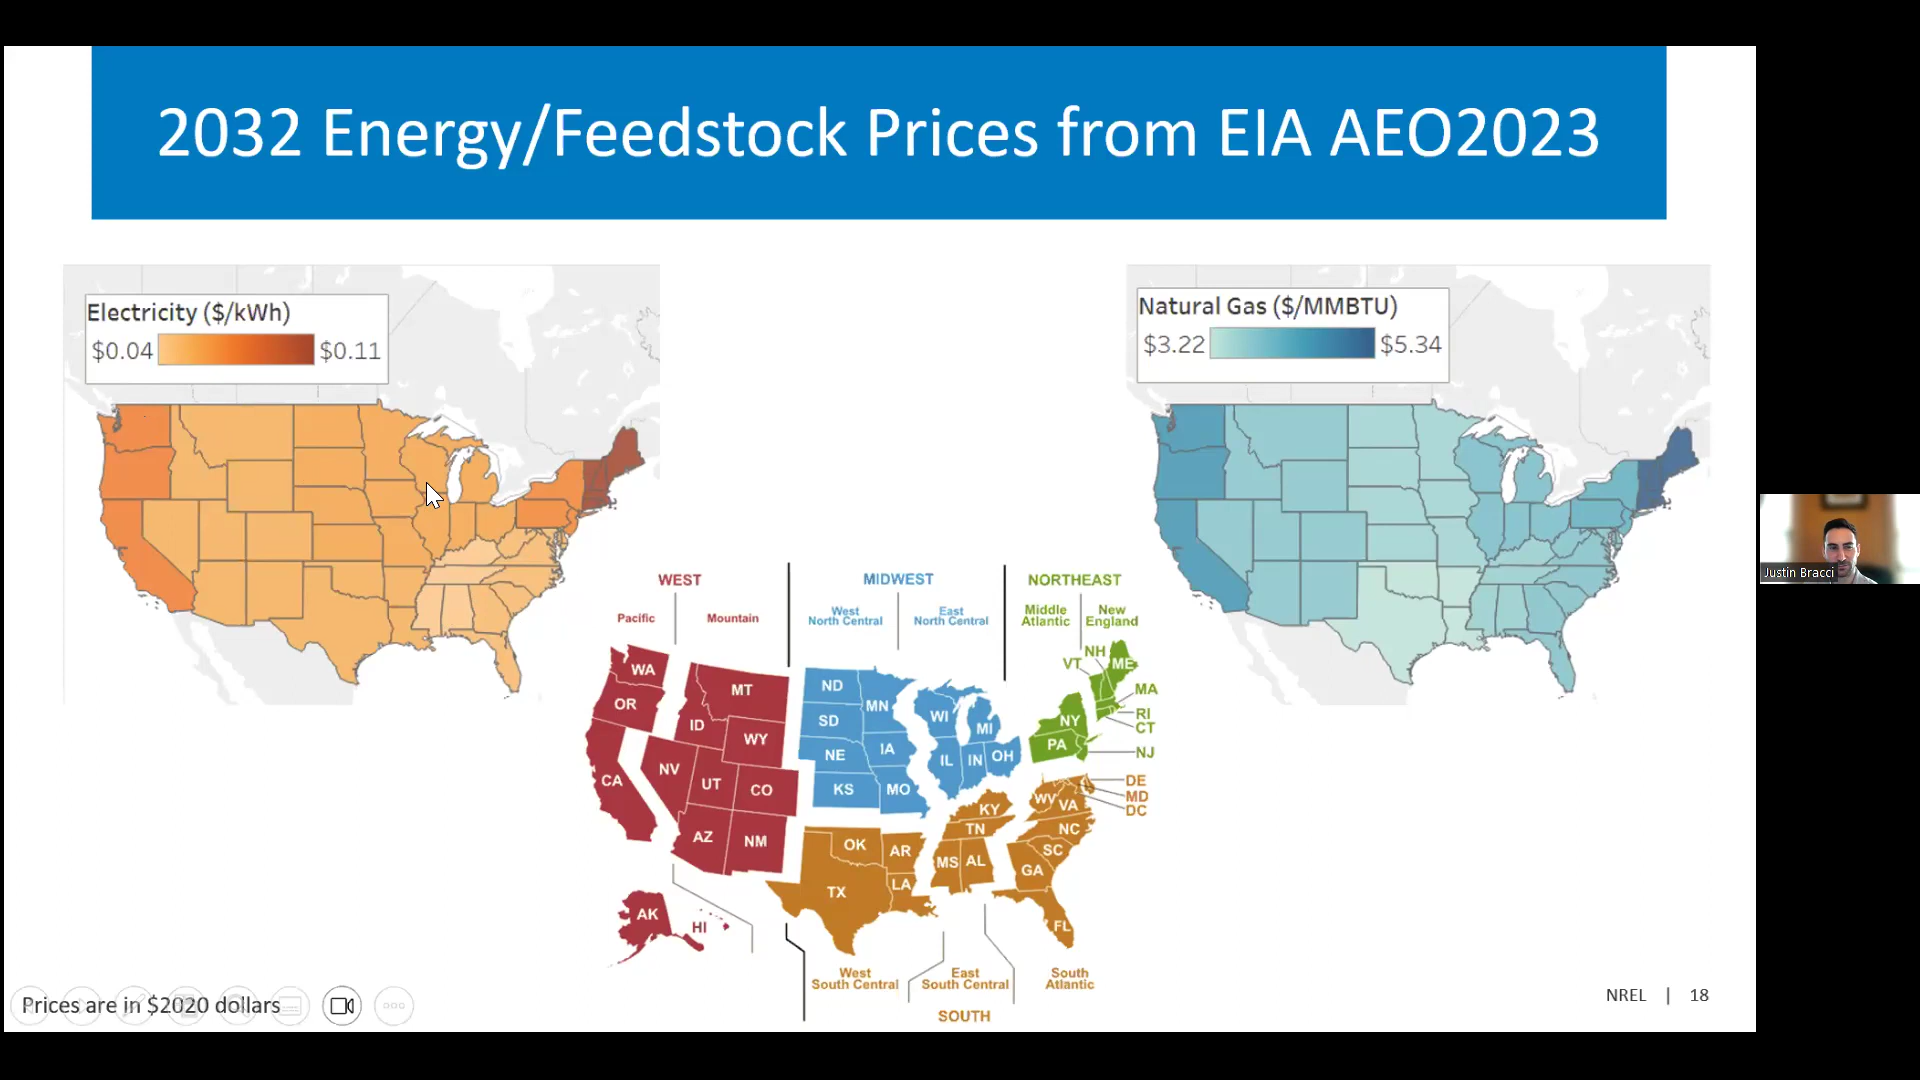 2032 Energy/Feedstock Prices from EIA AEO2023
Electricity ($/kWh)
$0.04 $0.11
Natural Gas ($/MMBTU)
$3.22 $5.34
WEST
MIDWEST
NORTHEAST
Pacific
Mountain
West
North Central
East
North Central
Middle
Atlantic
New
England
WA
OR
CA
MT
ID
WY
NV
UT
CO
AZ
NM
AK
HI
ND
SD
NE
KS
MN
IA
MO
WI
MI
IL
IN
OH
NH
VT
ME
MA
RI
CT
NY
PA
NJ
DE
MD
DC
WV
VA
KY
TN
NC
SC
MS
AL
GA
FL
OK
AR
TX
LA
West
South Central
East
South Central
South
Atlantic
SOUTH
Prices are in $2020 dollars
NREL | 18
Justin Bracci